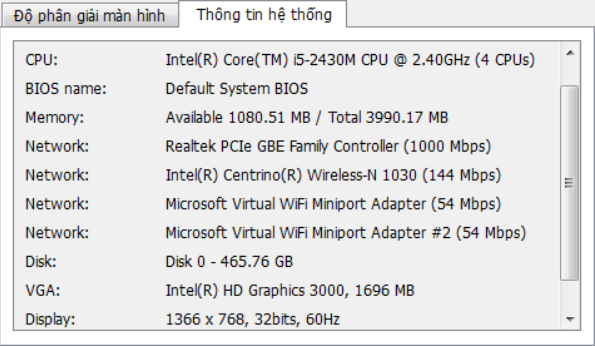 Độ phân giải màn hình Thông tin hệ thống
CPU: Intel(R) Core(TM) i5-2430M CPU @ 2.40GHz (4 CPUs)
BIOS name: Default System BIOS
Memory: Available 1080.51 MB / Total 3990.17 MB
Network: Realtek PCIe GBE Family Controller (1000 Mbps)
Network: Intel(R) Centrino(R) Wireless-N 1030 (144 Mbps)
Network: Microsoft Virtual WiFi Miniport Adapter (54 Mbps)
Network: Microsoft Virtual WiFi Miniport Adapter #2 (54 Mbps)
Disk: Disk 0 - 465.76 GB
VGA: Intel(R) HD Graphics 3000, 1696 MB
Display: 1366 x 768, 32bits, 60Hz